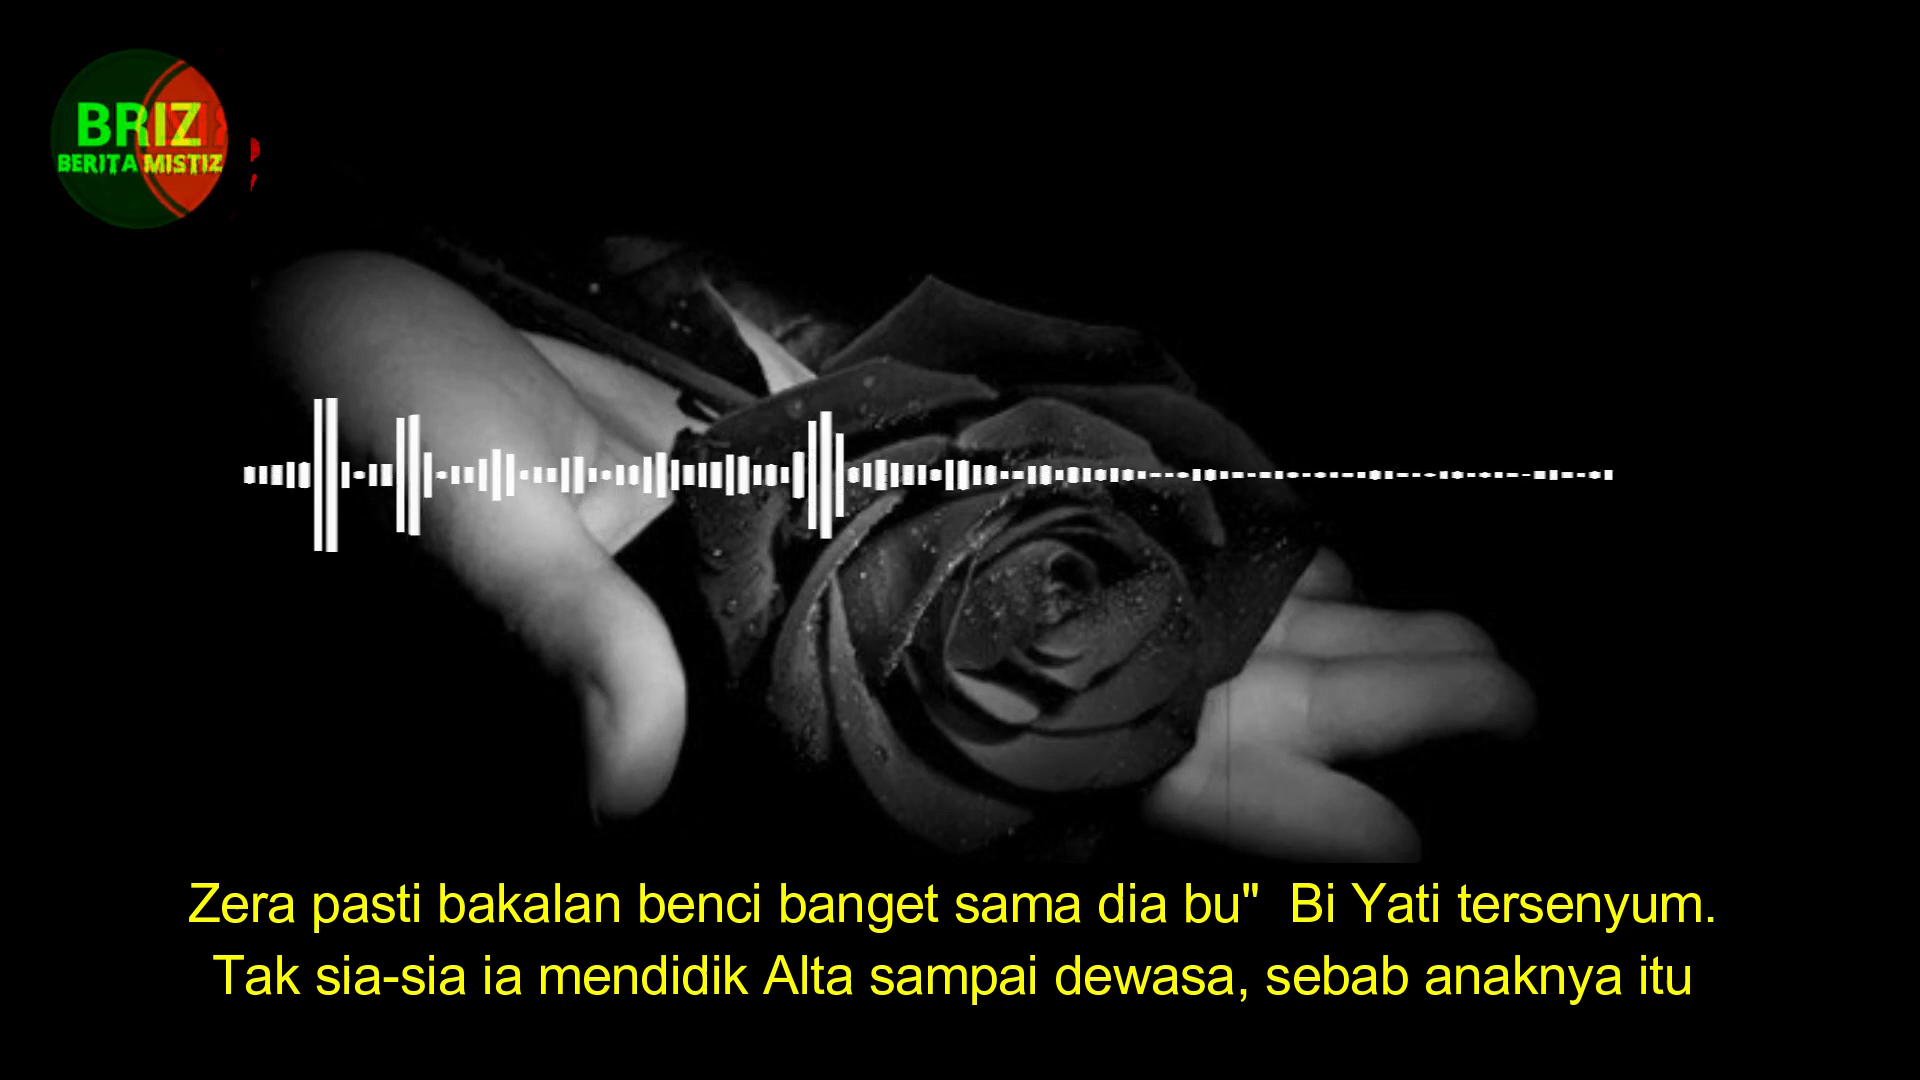 BRIZ
BERITA MISTIZ
Zera pasti bakalan benci banget sama dia bu"  Bi Yati tersenyum.
Tak sia-sia ia mendidik Alta sampai dewasa, sebab anaknya itu